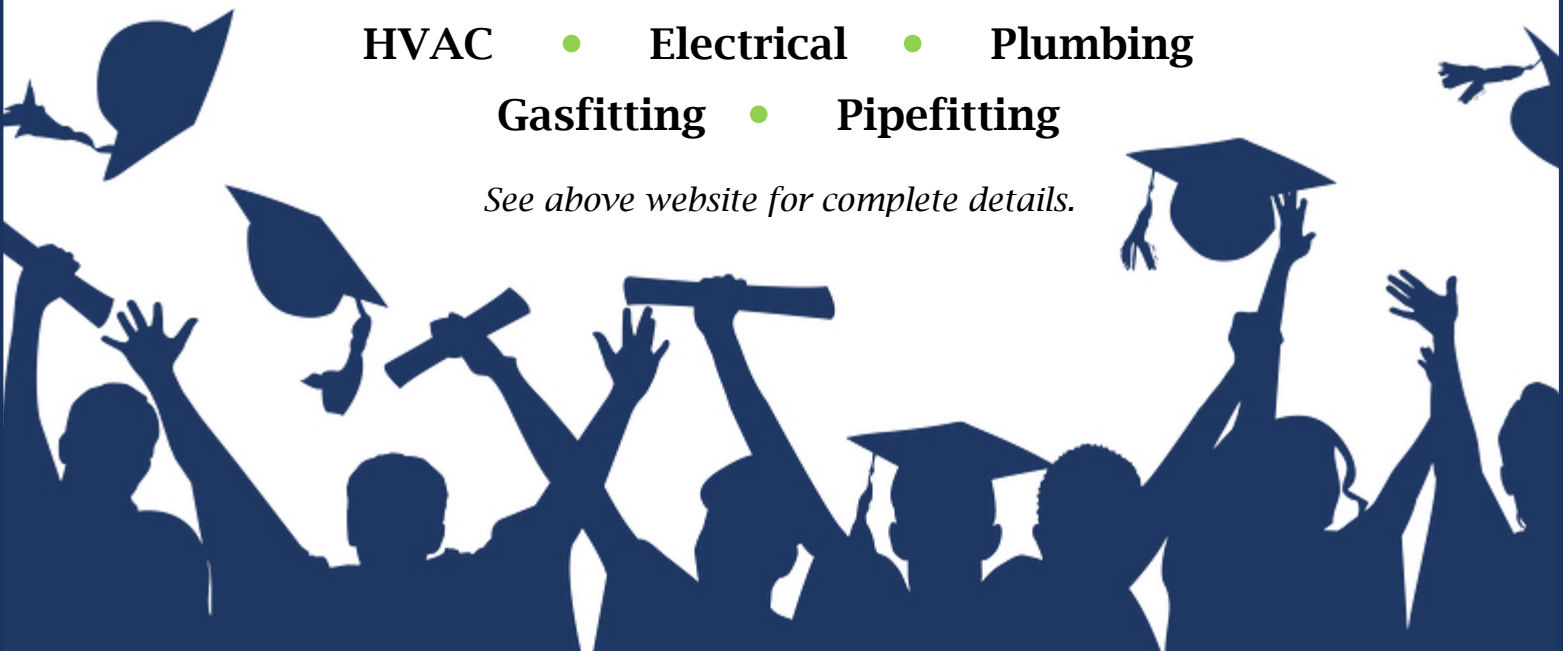 HVAC • Electrical • Plumbing
Gasfitting • Pipefitting
See above website for complete details.